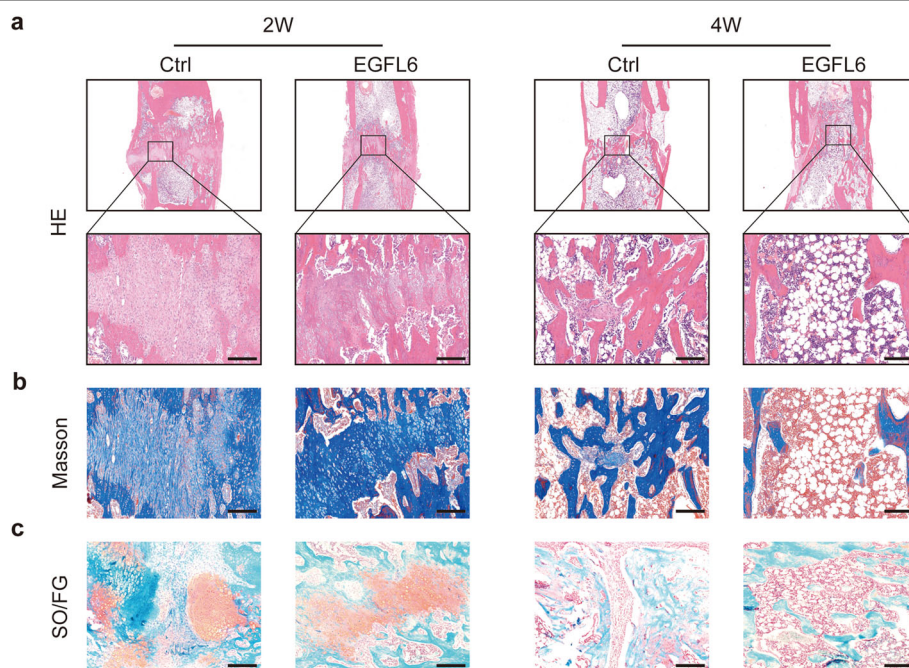 a
2W
4W
Ctrl
EGFL6
Ctrl
EGFL6
HE
b
Masson
c
SO/FG